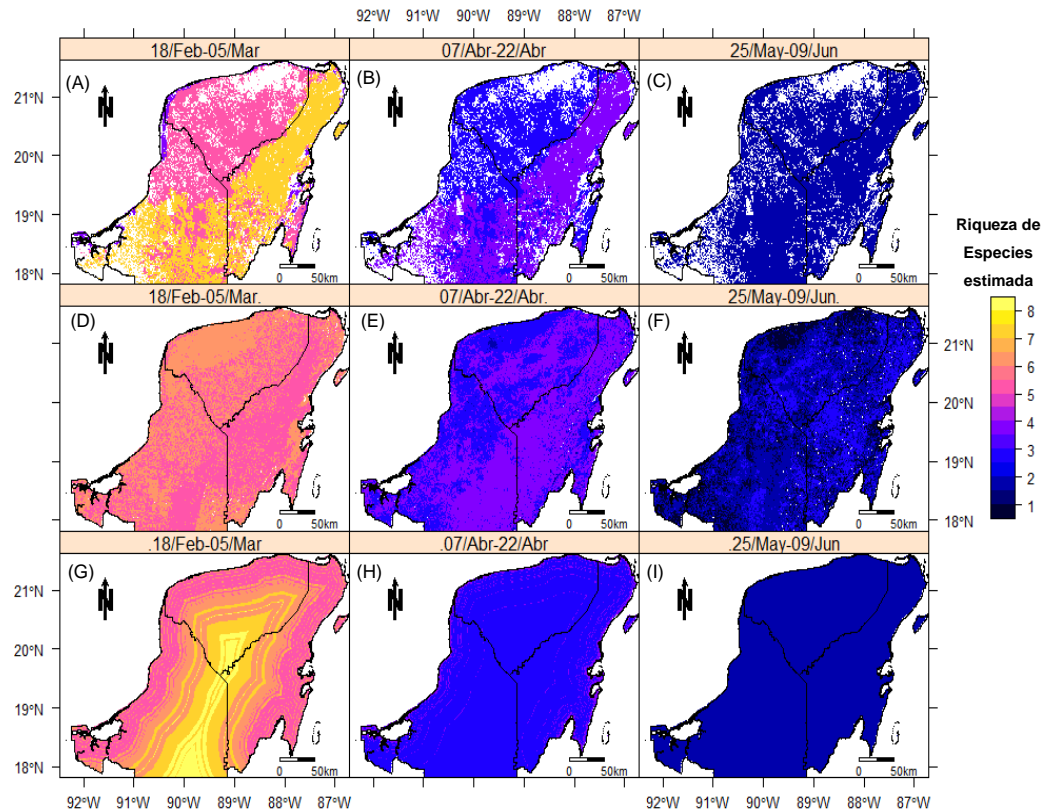 92°W 91°W 90°W 89°W 88°W 87°W
18/Feb-05/Mar 07/Abr-22/Abr 25/May-09/Jun
(A) (B) (C)
N N N
21°N
20°N
19°N
18°N
0 50km 0 50km 0 50km
18/Feb-05/Mar. 07/Abr-22/Abr. 25/May-09/Jun.
(D) (E) (F)
N N N
21°N
20°N
19°N
18°N
0 50km 0 50km 0 50km
.18/Feb-05/Mar .07/Abr-22/Abr .25/May-09/Jun
(G) (H) (I)
N N N
21°N
20°N
19°N
18°N
0 50km 0 50km 0 50km
92°W 91°W 90°W 89°W 88°W 87°W 92°W 91°W 90°W 89°W 88°W 87°W
Riqueza de
Especies
estimada
8
7
6
5
4
3
2
1